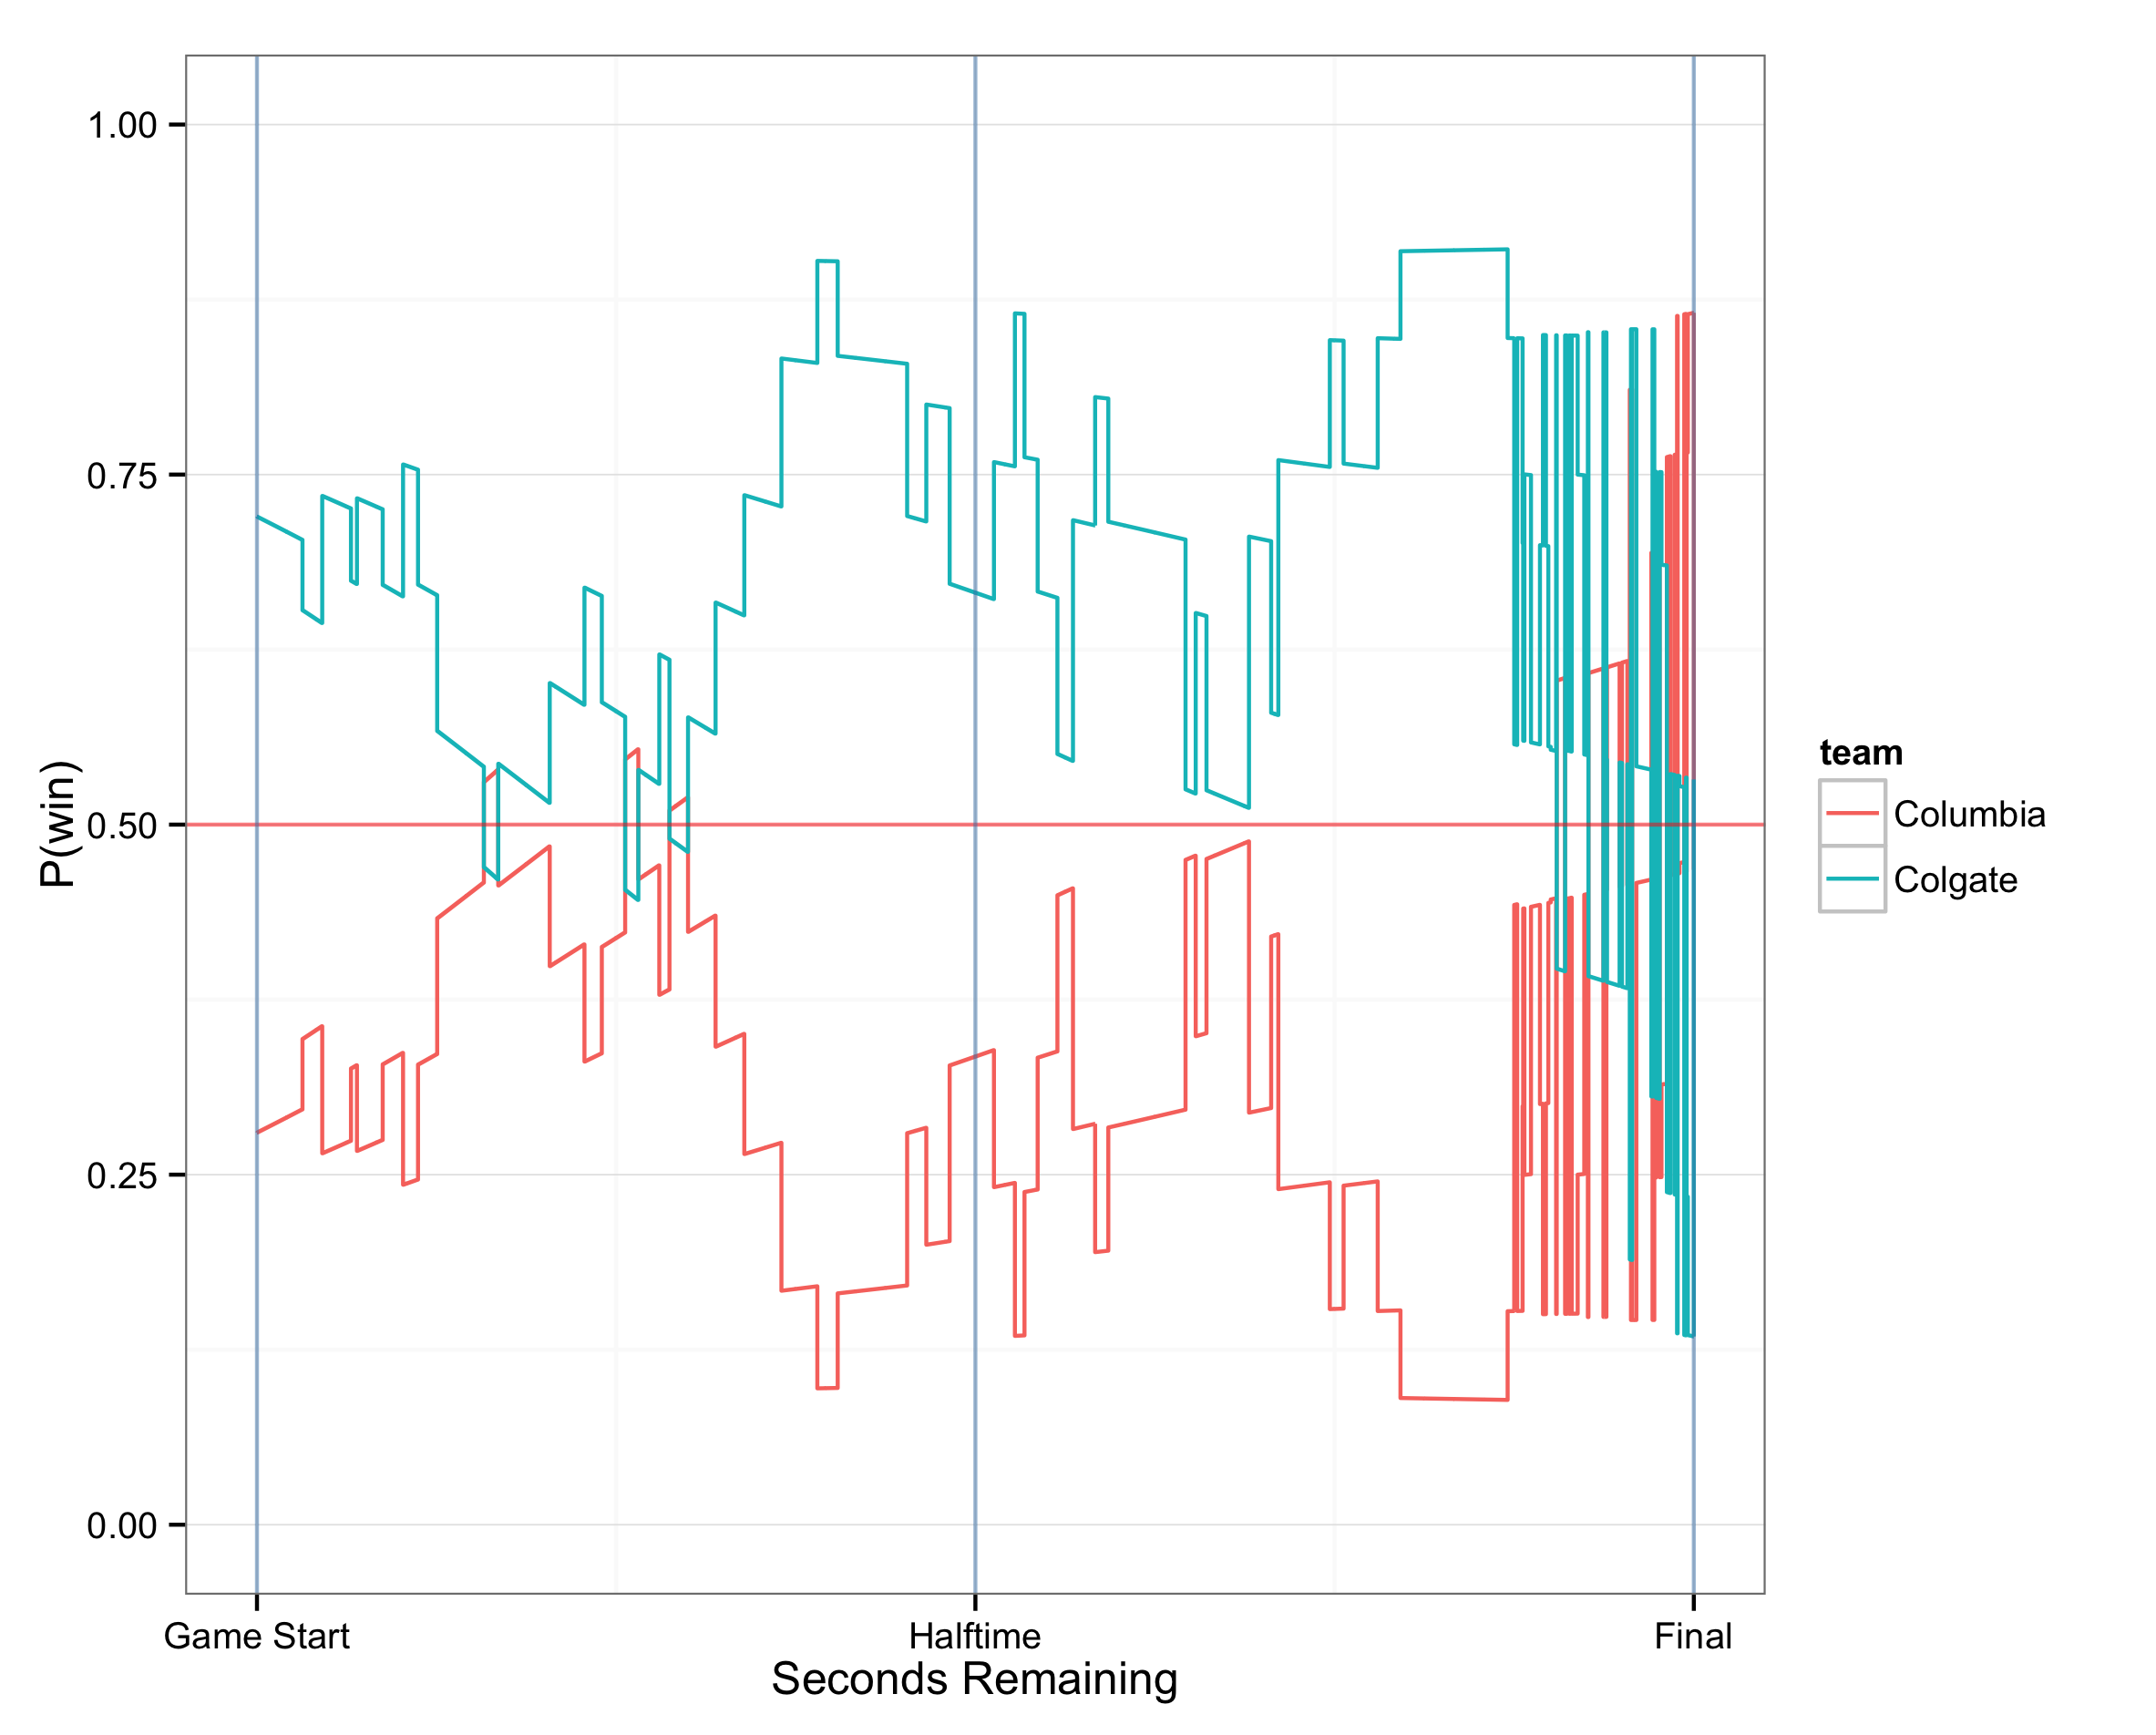 1.00
0.75
0.50
0.25
0.00
P(win)
Game Start
Halftime
Final
Seconds Remaining
team
Columbia
Colgate